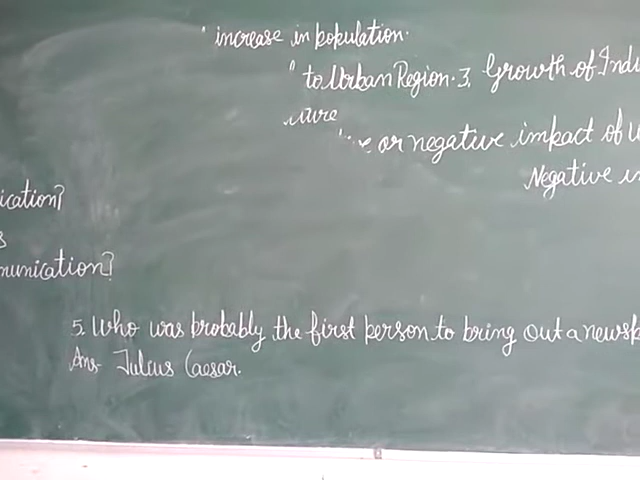 increase in population.
to Urban Region. 3. Growth of Indu
or negative impact of U
Negative in
ication?
s
munication?
5. Who was probably the first person to bring out a newsp
Ans Julius Caesar.